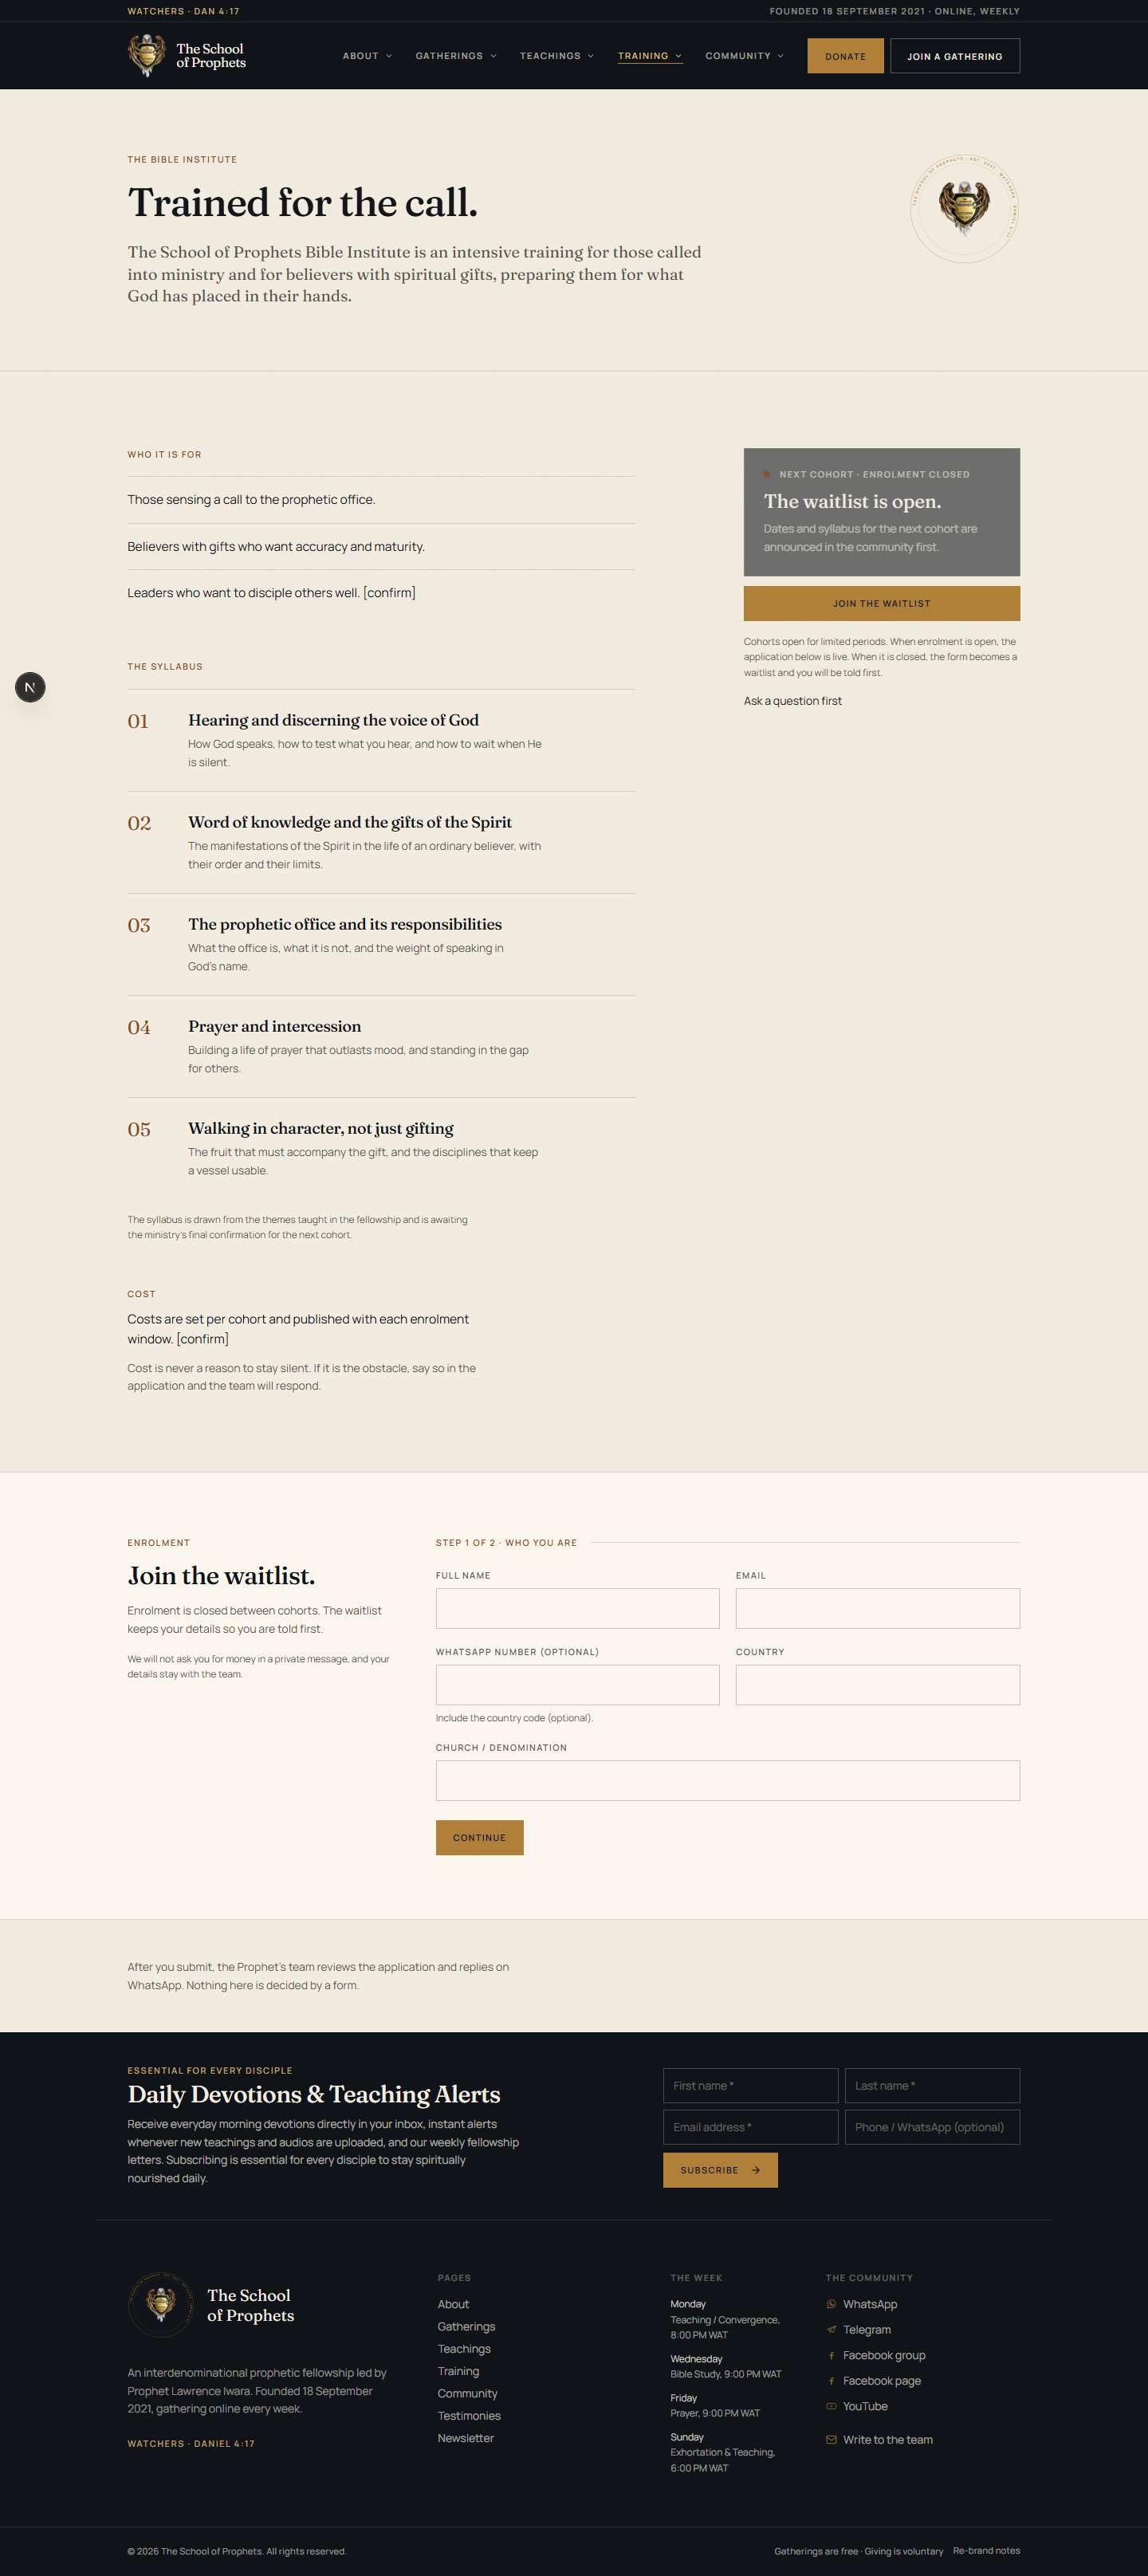 WATCHERS · DAN 4:17
FOUNDED 18 SEPTEMBER 2021 · ONLINE, WEEKLY
The School
of Prophets
ABOUT
GATHERINGS
TEACHINGS
TRAINING
COMMUNITY
DONATE
JOIN A GATHERING
THE BIBLE INSTITUTE
Trained for the call.
The School of Prophets Bible Institute is an intensive training for those called
into ministry and for believers with spiritual gifts, preparing them for what
God has placed in their hands.
WHO IT IS FOR
Those sensing a call to the prophetic office.
Believers with gifts who want accuracy and maturity.
Leaders who want to disciple others well. [confirm]
NEXT COHORT · ENROLMENT CLOSED
The waitlist is open.
Dates and syllabus for the next cohort are
announced in the community first.
JOIN THE WAITLIST
Cohorts open for limited periods. When enrolment is open, the
application below is live. When it is closed, the form becomes a
waitlist and you will be told first.
Ask a question first
THE SYLLABUS
01
Hearing and discerning the voice of God
How God speaks, how to test what you hear, and how to wait when He
is silent.
02
Word of knowledge and the gifts of the Spirit
The manifestations of the Spirit in the life of an ordinary believer, with
their order and their limits.
03
The prophetic office and its responsibilities
What the office is, what it is not, and the weight of speaking in
God's name.
04
Prayer and intercession
Building a life of prayer that outlasts mood, and standing in the gap
for others.
05
Walking in character, not just gifting
The fruit that must accompany the gift, and the disciplines that keep
a vessel usable.
The syllabus is drawn from the themes taught in the fellowship and is awaiting
the ministry's final confirmation for the next cohort.
COST
Costs are set per cohort and published with each enrolment
window. [confirm]
Cost is never a reason to stay silent. If it is the obstacle, say so in the
application and the team will respond.
ENROLMENT
Join the waitlist.
Enrolment is closed between cohorts. The waitlist
keeps your details so you are told first.
We will not ask you for money in a private message, and your
details stay with the team.
STEP 1 OF 2 · WHO YOU ARE
FULL NAME
EMAIL
WHATSAPP NUMBER (OPTIONAL)
COUNTRY
Include the country code (optional).
CHURCH / DENOMINATION
CONTINUE
After you submit, the Prophet's team reviews the application and replies on
WhatsApp. Nothing here is decided by a form.
ESSENTIAL FOR EVERY DISCIPLE
Daily Devotions & Teaching Alerts
Receive everyday morning devotions directly in your inbox, instant alerts
whenever new teachings and audios are uploaded, and our weekly fellowship
letters. Subscribing is essential for every disciple to stay spiritually
nourished daily.
First name *
Last name *
Email address *
Phone / WhatsApp (optional)
SUBSCRIBE
The School
of Prophets
An interdenominational prophetic fellowship led by
Prophet Lawrence Iwara. Founded 18 September
2021, gathering online every week.
WATCHERS · DANIEL 4:17
PAGES
About
Gatherings
Teachings
Training
Community
Testimonies
Newsletter
THE WEEK
Monday
Teaching / Convergence,
8:00 PM WAT
Wednesday
Bible Study, 9:00 PM WAT
Friday
Prayer, 9:00 PM WAT
Sunday
Exhortation & Teaching,
6:00 PM WAT
THE COMMUNITY
WhatsApp
Telegram
Facebook group
Facebook page
YouTube
Write to the team
© 2026 The School of Prophets. All rights reserved.
Gatherings are free · Giving is voluntary
Re-brand notes